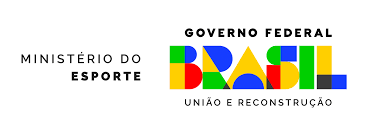 MINISTÉRIO DO
ESPORTE
GOVERNO FEDERAL
BRASIL
UNIÃO E RECONSTRUÇÃO